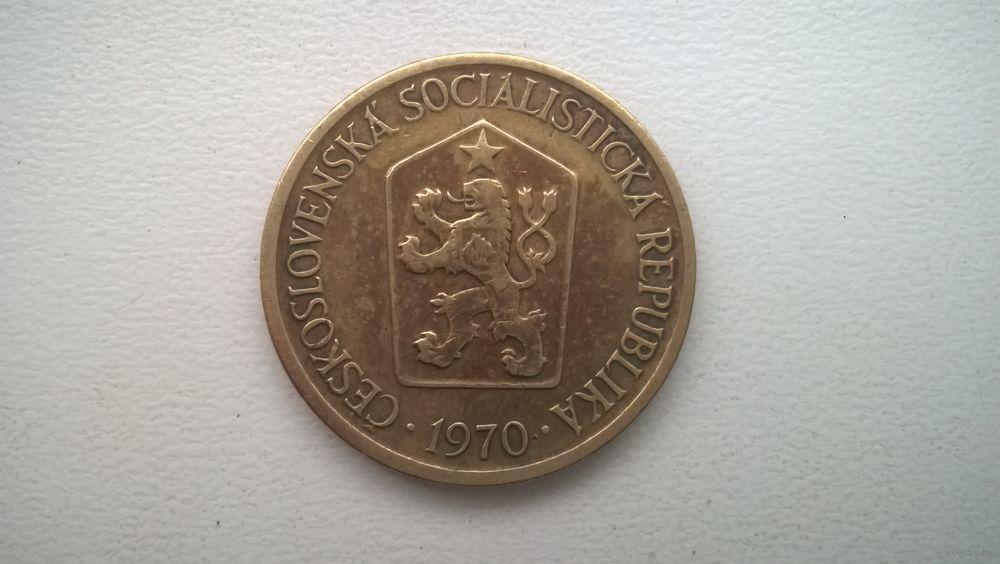 ČESKOSLOVENSKÁ SOCIALISTICKÁ REPUBLIKA
· 1970 ·